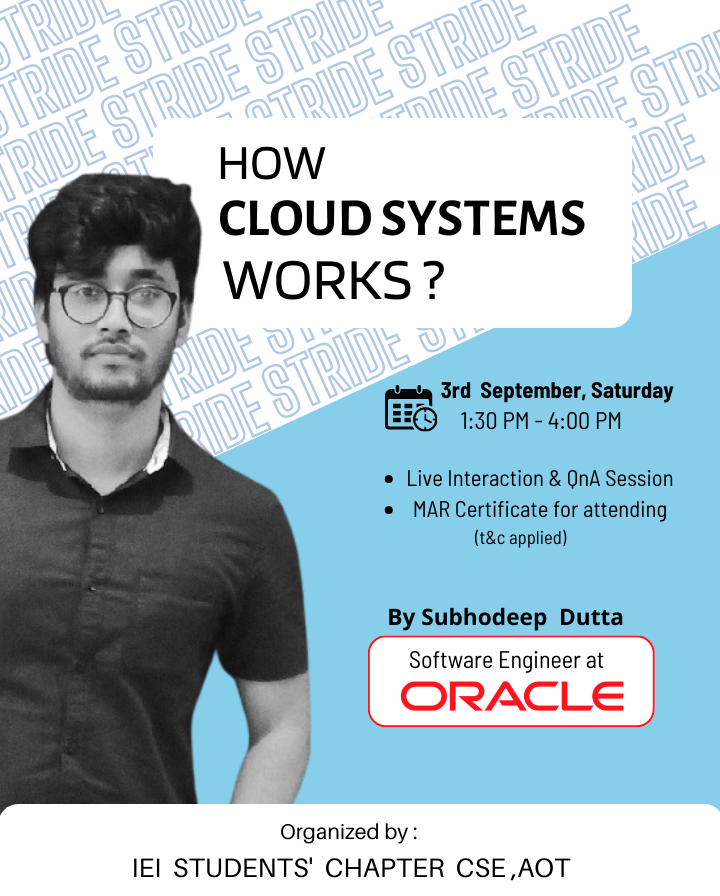 STRIDE STRIDE STRIDE
HOW
CLOUD SYSTEMS
WORKS ?
3rd September, Saturday
1:30 PM - 4:00 PM
• Live Interaction & QnA Session
• MAR Certificate for attending
(t&c applied)
By Subhodeep Dutta
Software Engineer at
ORACLE
Organized by :
IEI STUDENTS' CHAPTER CSE,AOT